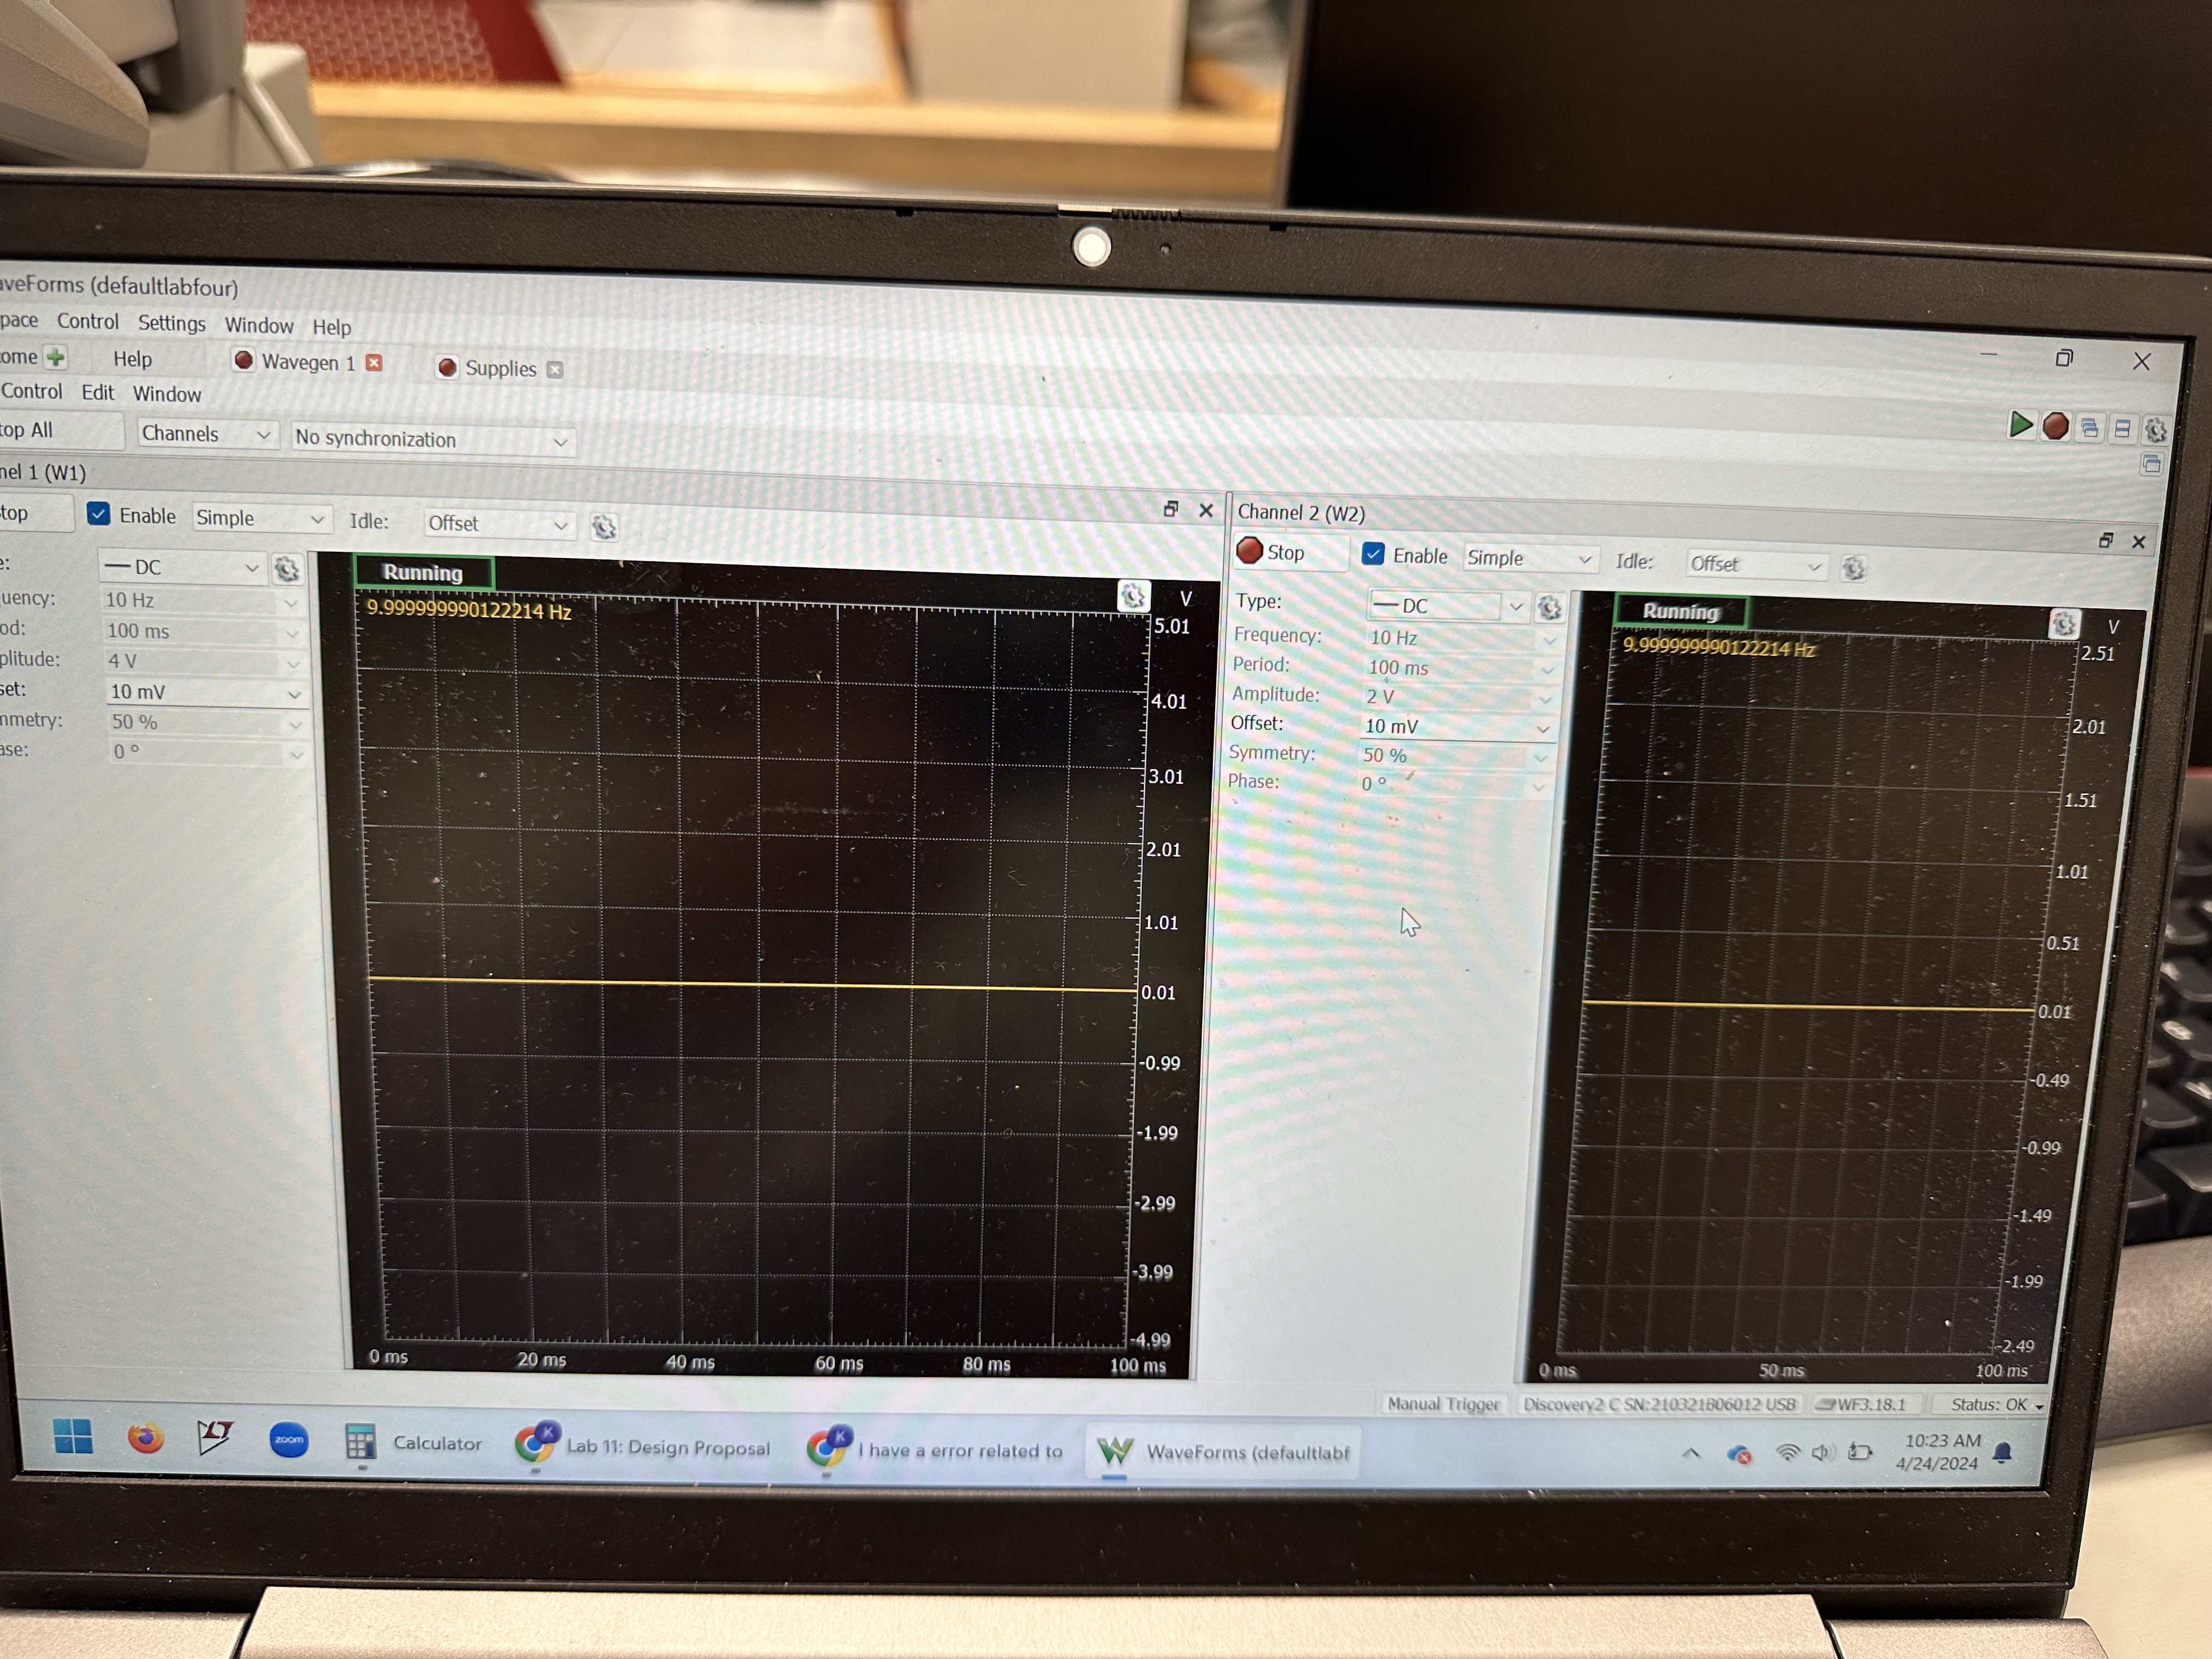 aveForms (defaultlabfour)
pace Control Settings Window Help
ome Help Wavegen 1 Supplies
Control Edit Window
top All Channels No synchronization
nel 1 (W1)
top Enable Simple Idle: Offset
e: DC
uency: 10 Hz
od: 100 ms
plitude: 4 V
set: 10 mV
nmetry: 50 %
ase: 0 °
Running
9.999999990122214 Hz
V
5.01
4.01
3.01
2.01
1.01
0.01
-0.99
-1.99
-2.99
-3.99
-4.99
0 ms 20 ms 40 ms 60 ms 80 ms 100 ms
Channel 2 (W2)
Stop Enable Simple Idle: Offset
Type: DC
Frequency: 10 Hz
Period: 100 ms
Amplitude: 2 V
Offset: 10 mV
Symmetry: 50 %
Phase: 0 °
Running
9.999999990122214 Hz
V
2.51
2.01
1.51
1.01
0.51
0.01
-0.49
-0.99
-1.49
-1.99
-2.49
0 ms 50 ms 100 ms
Manual Trigger Discovery2 C SN:210321B06012 USB WF3.18.1 Status: OK
zoom Calculator K Lab 11: Design Proposal K I have a error related to WaveForms (defaultlabf
10:23 AM
4/24/2024